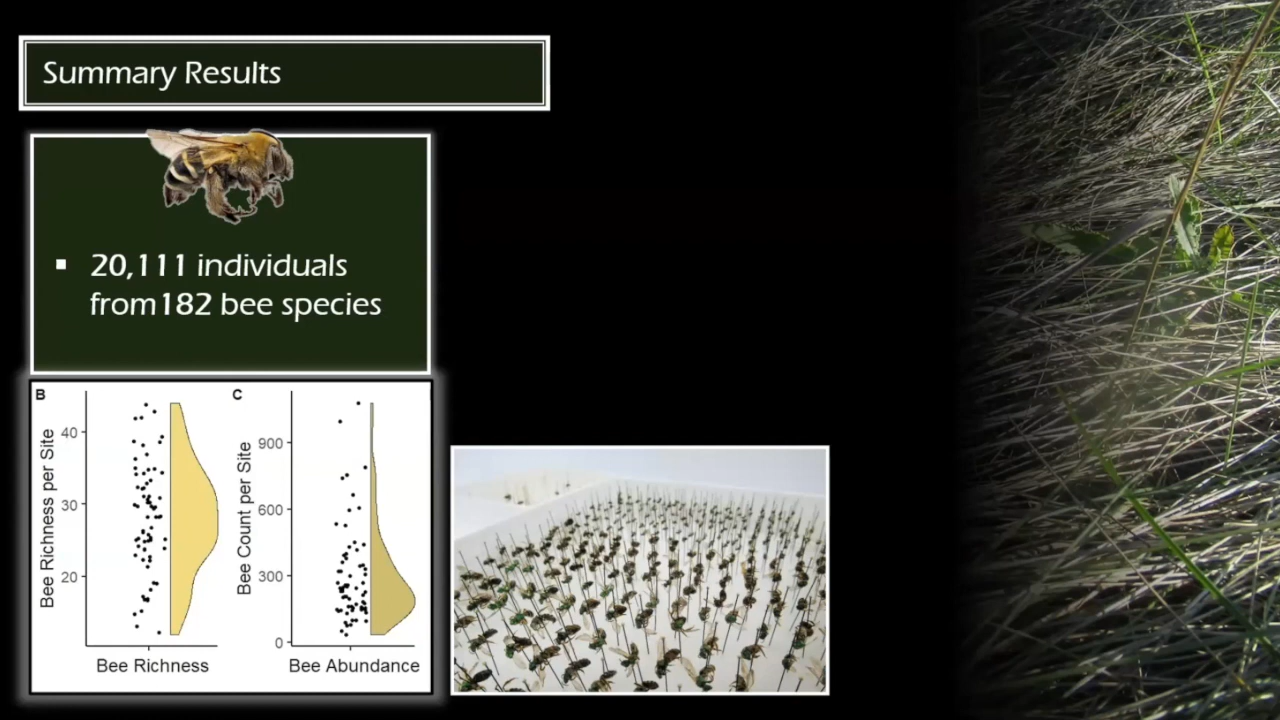 Summary Results
▪ 20,111 individuals
from182 bee species
B
Bee Richness per Site
40
30
20
Bee Richness
C
Bee Count per Site
900
600
300
0
Bee Abundance